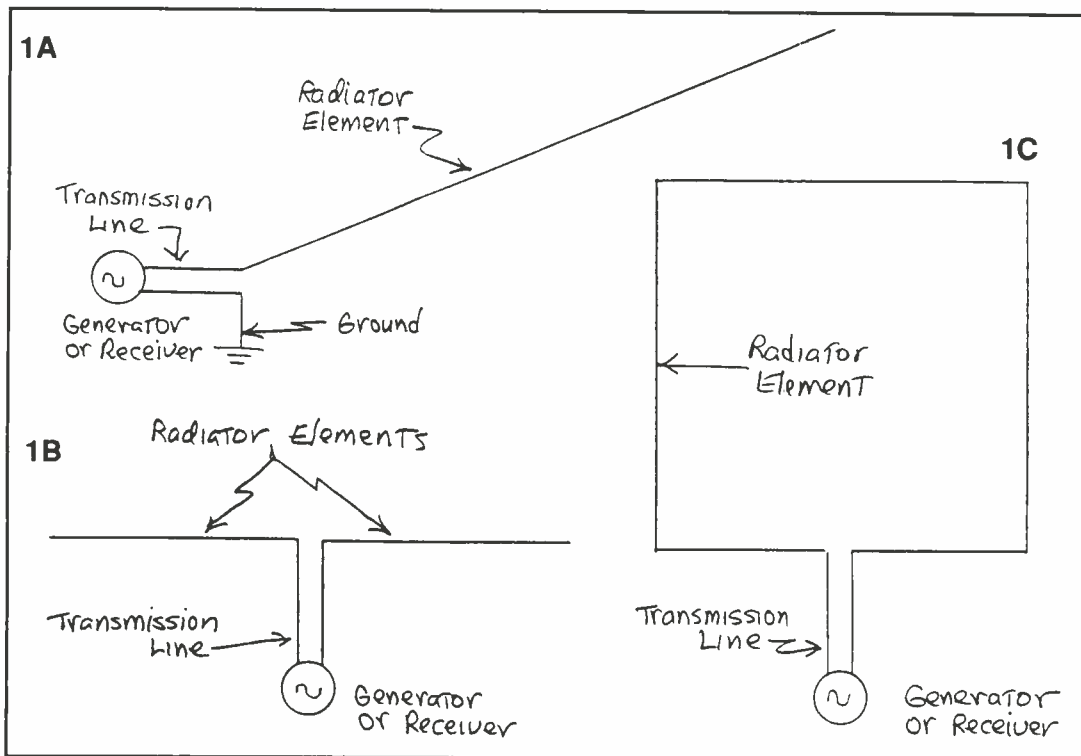 1A
Radiator
Element
Transmission
Line
Generator
or Receiver
Ground
1B
Radiator Elements
Transmission
Line
Generator
or Receiver
1C
Radiator
Element
Transmission
Line
Generator
or Receiver